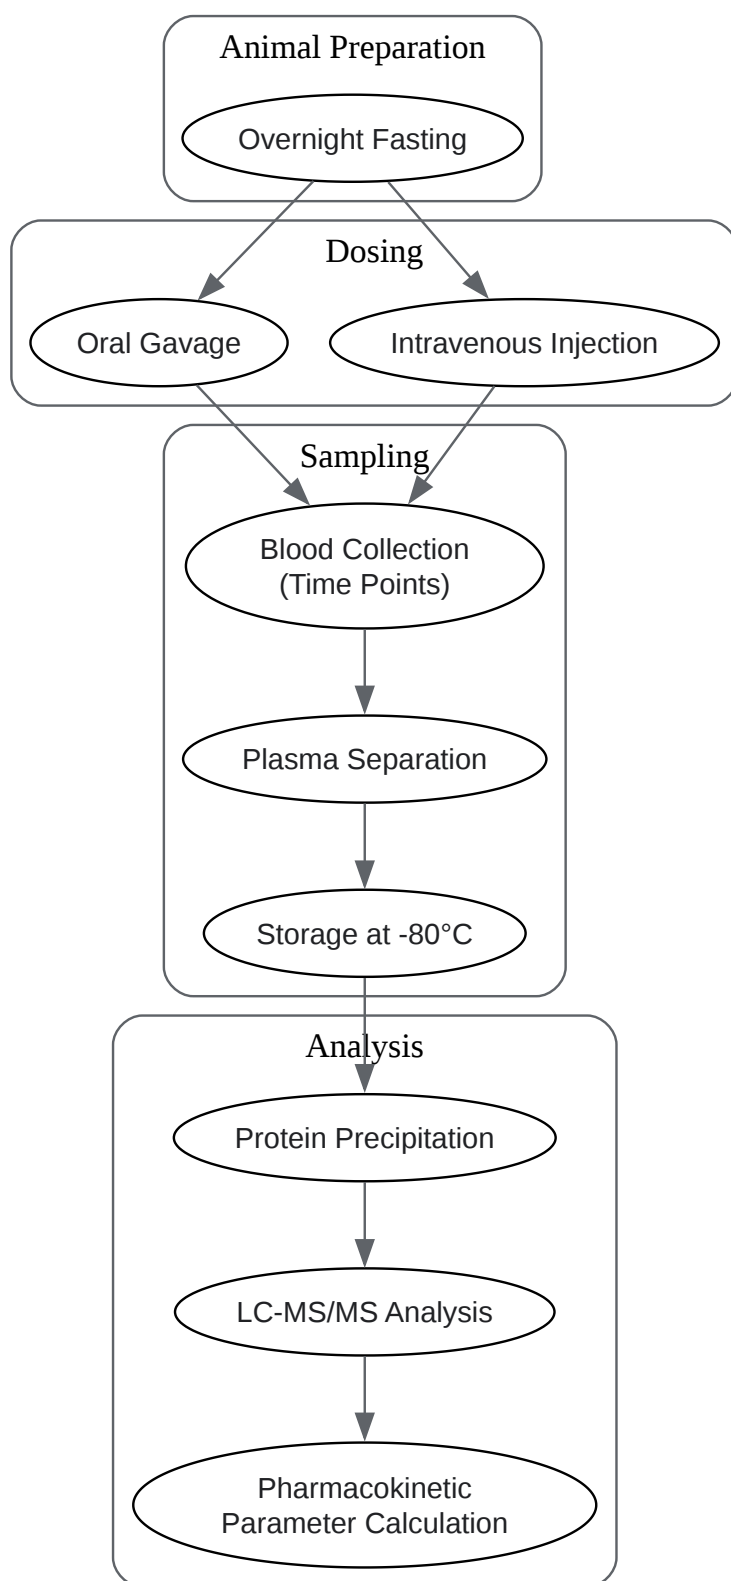 Animal Preparation
Overnight Fasting
Dosing
Oral Gavage
Intravenous Injection
Sampling
Blood Collection
(Time Points)
Plasma Separation
Storage at -80°C
Analysis
Protein Precipitation
LC-MS/MS Analysis
Pharmacokinetic
Parameter Calculation